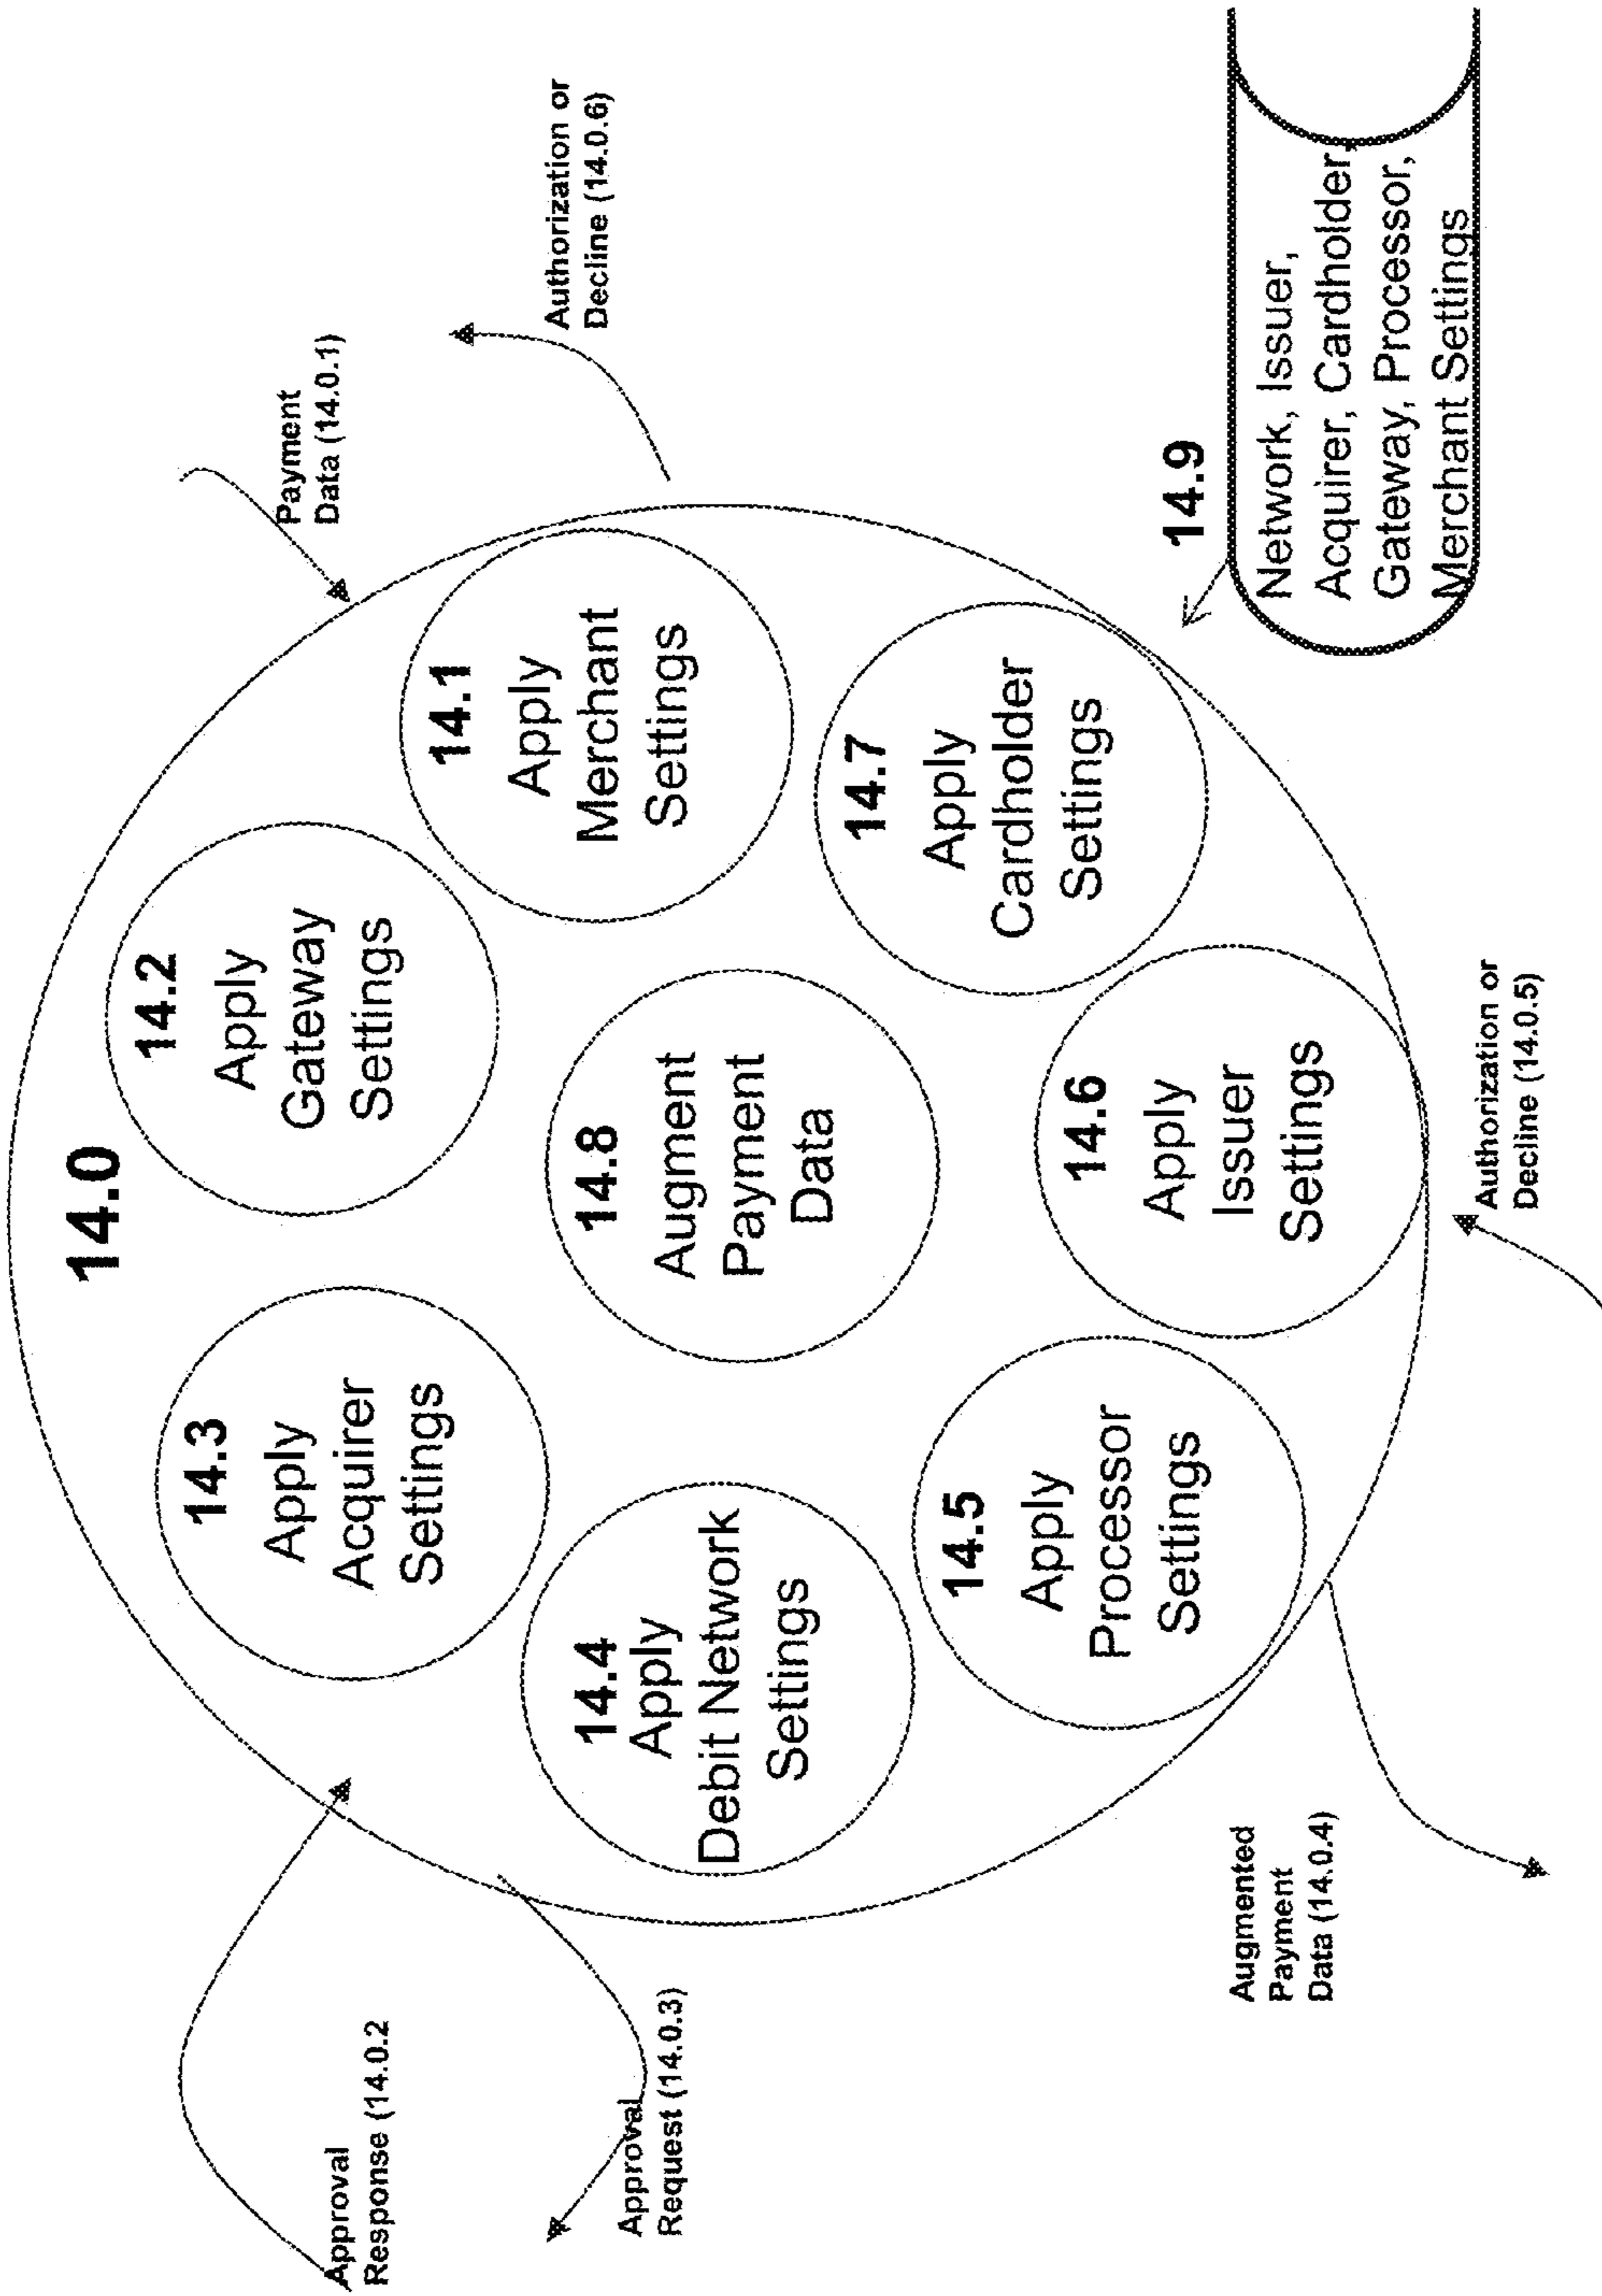 14.0
Approval
Response (14.0.2
Approval
Request (14.0.3)
14.3
Apply
Acquirer
Settings
14.2
Apply
Gateway
Settings
Payment
Data (14.0.1)
Authorization or
Decline (14.0.6)
14.4
Apply
Debit Network
Settings
14.8
Augment
Payment
Data
14.1
Apply
Merchant
Settings
14.5
Apply
Processor
Settings
14.6
Apply
Issuer
Settings
14.7
Apply
Cardholder
Settings
14.9
Network, Issuer,
Acquirer, Cardholder,
Gateway, Processor,
Merchant Settings
Augmented
Payment
Data (14.0.4)
Authorization or
Decline (14.0.5)